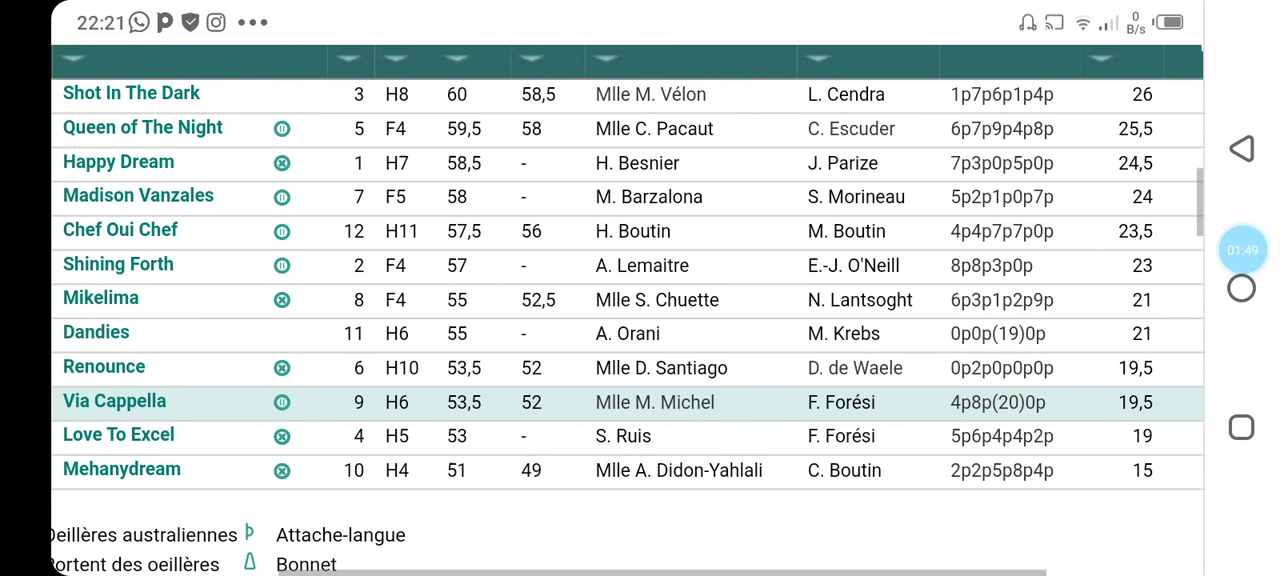 22:21
0 B/s
Shot In The Dark 3 H8 60 58,5 Mlle M. Vélon L. Cendra 1p7p6p1p4p 26
Queen of The Night 5 F4 59,5 58 Mlle C. Pacaut C. Escuder 6p7p9p4p8p 25,5
Happy Dream 1 H7 58,5 - H. Besnier J. Parize 7p3p0p5p0p 24,5
Madison Vanzales 7 F5 58 - M. Barzalona S. Morineau 5p2p1p0p7p 24
Chef Oui Chef 12 H11 57,5 56 H. Boutin M. Boutin 4p4p7p7p0p 23,5
Shining Forth 2 F4 57 - A. Lemaitre E.-J. O'Neill 8p8p3p0p 23
Mikelima 8 F4 55 52,5 Mlle S. Chuette N. Lantsoght 6p3p1p2p9p 21
Dandies 11 H6 55 - A. Orani M. Krebs 0p0p(19)0p 21
Renounce 6 H10 53,5 52 Mlle D. Santiago D. de Waele 0p2p0p0p0p 19,5
Via Cappella 9 H6 53,5 52 Mlle M. Michel F. Forési 4p8p(20)0p 19,5
Love To Excel 4 H5 53 - S. Ruis F. Forési 5p6p4p4p2p 19
Mehanydream 10 H4 51 49 Mlle A. Didon-Yahlali C. Boutin 2p2p5p8p4p 15
01:49
Oeillères australiennes Attache-langue
Portent des oeillères Bonnet